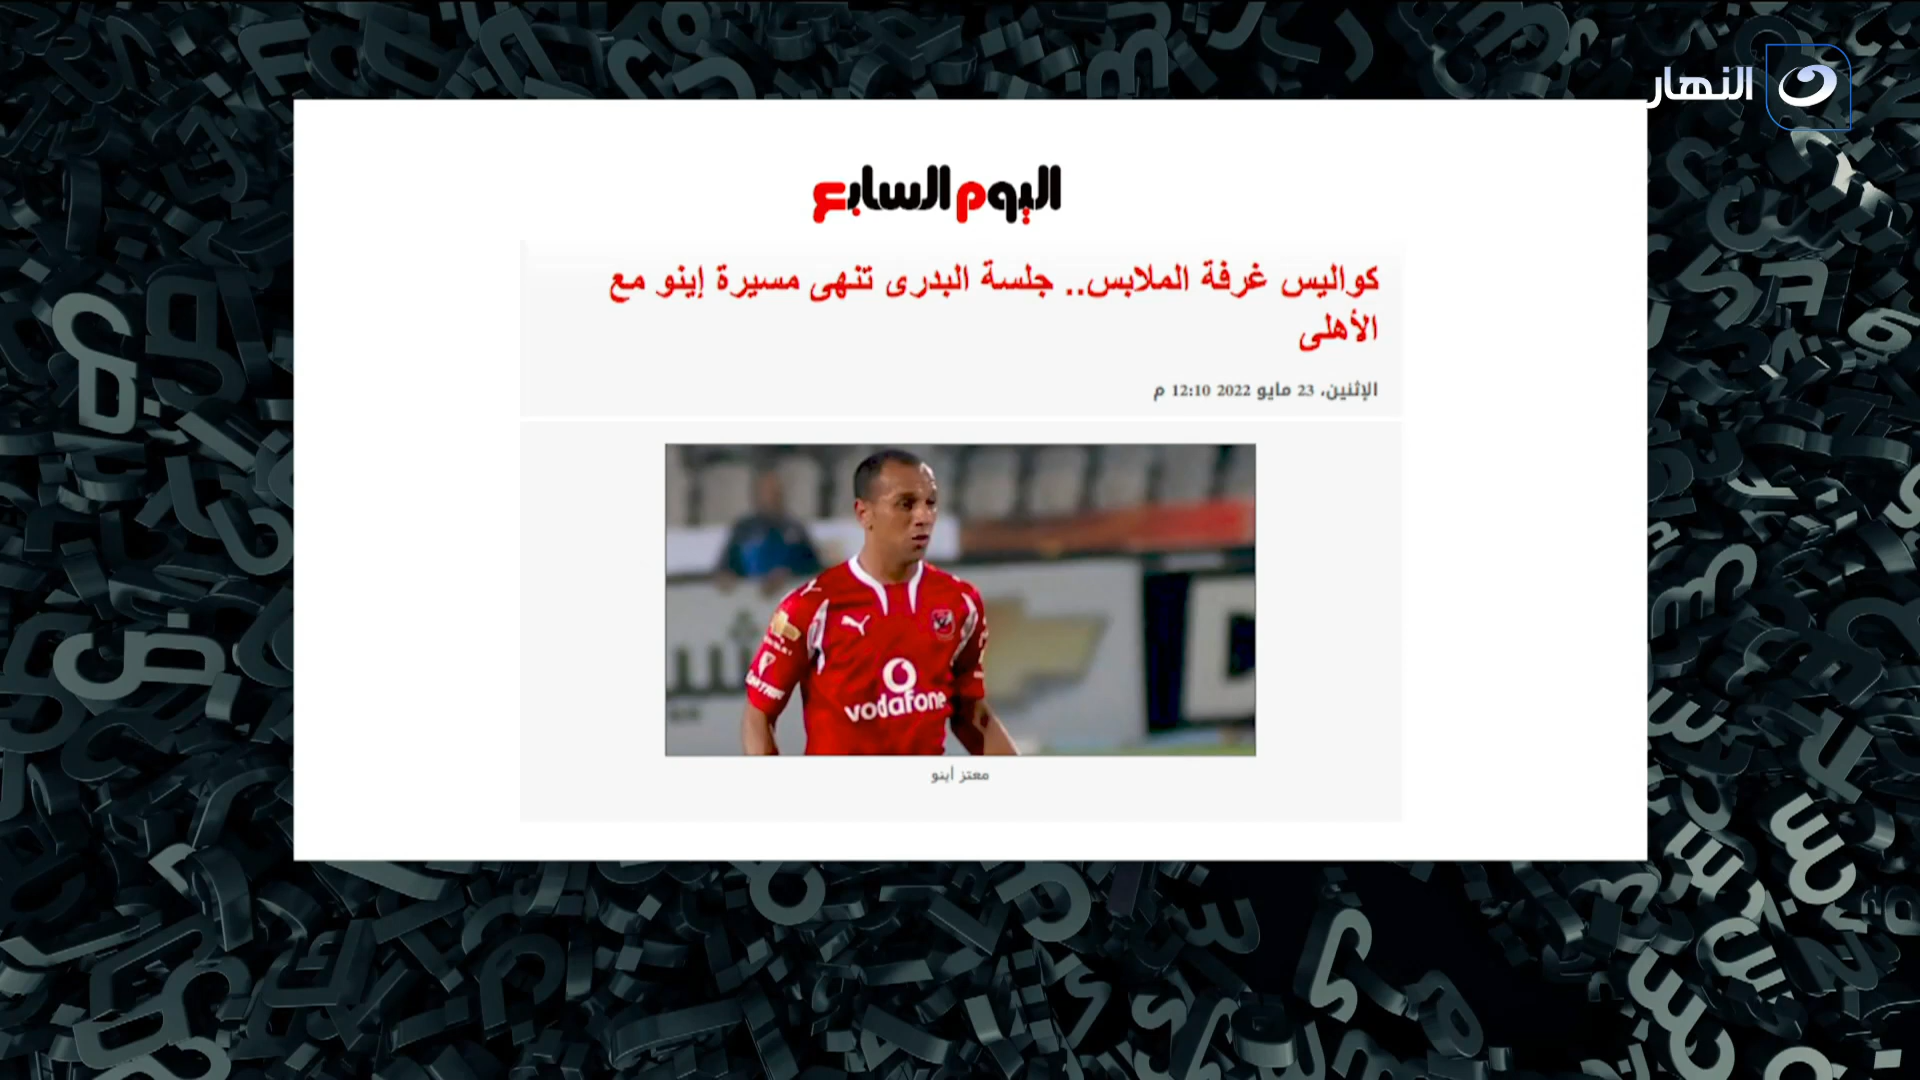 النهار
اليوم السابع
كواليس غرفة الملابس.. جلسة البدرى تنهى مسيرة إينو مع
الأهلى
الإثنين، 23 مايو 2022 12:10 م
vodafone
معتز أينو